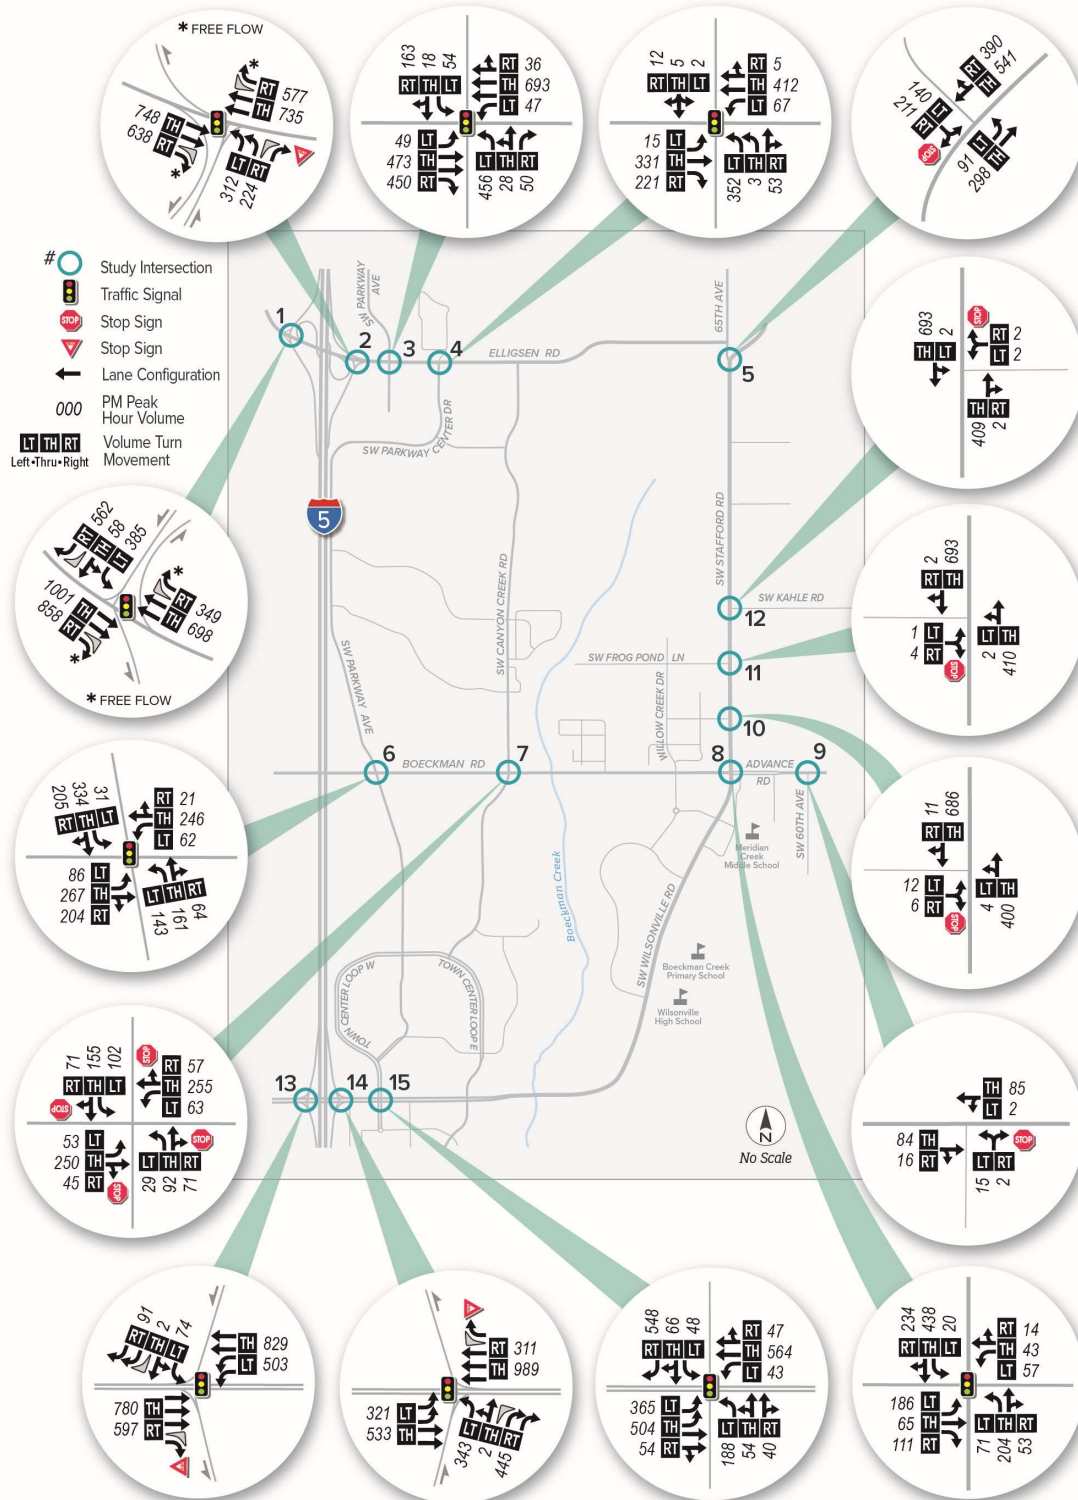 * FREE FLOW
RT 577
TH 735
748 TH
638 RT
*
*
LT RT
312 224
163 18 54
RT TH LT
RT 36
TH 693
LT 47
49 LT
473 TH
450 RT
LT TH RT
456 28 50
12 5 2
RT TH LT
RT 5
TH 412
LT 67
15 LT
331 TH
221 RT
LT TH RT
352 3 53
390 541
RT TH
140 LT
211 RT
STOP
LT TH
91 298
# Study Intersection
Traffic Signal
STOP Stop Sign
Stop Sign
Lane Configuration
000 PM Peak
Hour Volume
LT TH RT Volume Turn
Left•Thru•Right Movement
1
2
3
4
5
SW PARKWAY
AVE
ELLIGSEN RD
65TH AVE
SW PARKWAY CENTER DR
5
SW CANYON CREEK RD
SW STAFFORD RD
12
SW KAHLE RD
11
SW FROG POND LN
WILLOW CREEK DR
10
SW PARKWAY AVE
6
BOECKMAN RD
7
8
ADVANCE
RD
9
SW 60TH AVE
Meridian
Creek
Middle School
Boeckman Creek
SW WILSONVILLE RD
Boeckman Creek
Primary School
Wilsonville
High School
TOWN CENTER LOOP W
TOWN CENTER LOOP E
13
14
15
N
No Scale
693 2
TH LT
STOP
RT 2
LT 2
TH RT
409 2
562 58 385
RT TH LT
*
RT 349
TH 698
1001 TH
858 RT
*
* FREE FLOW
2 693
RT TH
1 LT
4 RT
STOP
LT TH
2 410
205 334 31
RT TH LT
RT 21
TH 246
LT 62
86 LT
267 TH
204 RT
LT TH RT
143 161 64
11 686
RT TH
12 LT
6 RT
STOP
LT TH
4 400
71 155 102
RT TH LT
STOP
STOP
RT 57
TH 255
LT 63
53 LT
250 TH
45 RT
STOP
STOP
LT TH RT
29 92 71
TH 85
LT 2
84 TH
16 RT
LT RT
STOP
15 2
91 2 74
RT TH LT
TH 829
LT 503
780 TH
597 RT
RT 311
TH 989
321 LT
533 TH
LT TH RT
343 2 445
548 66 48
RT TH LT
RT 47
TH 564
LT 43
365 LT
504 TH
54 RT
LT TH RT
188 54 40
234 438 20
RT TH LT
RT 14
TH 43
LT 57
186 LT
65 TH
111 RT
LT TH RT
71 204 53